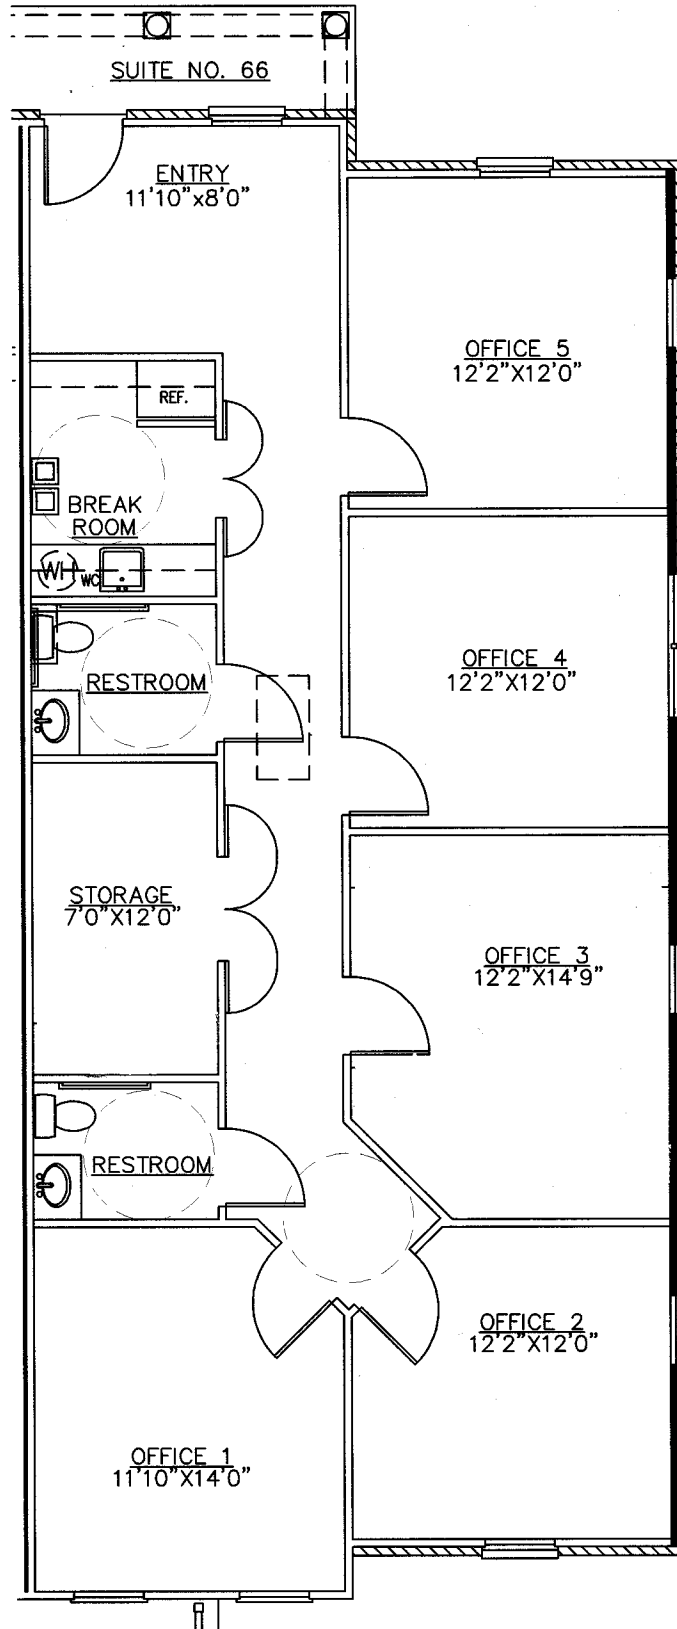 SUITE NO. 66
ENTRY
11'10"x8'0"
OFFICE 5
12'2"X12'0"
REF.
BREAK
ROOM
WH
WC
OFFICE 4
12'2"X12'0"
RESTROOM
STORAGE
7'0"X12'0"
OFFICE 3
12'2"X14'9"
RESTROOM
OFFICE 2
12'2"X12'0"
OFFICE 1
11'10"X14'0"